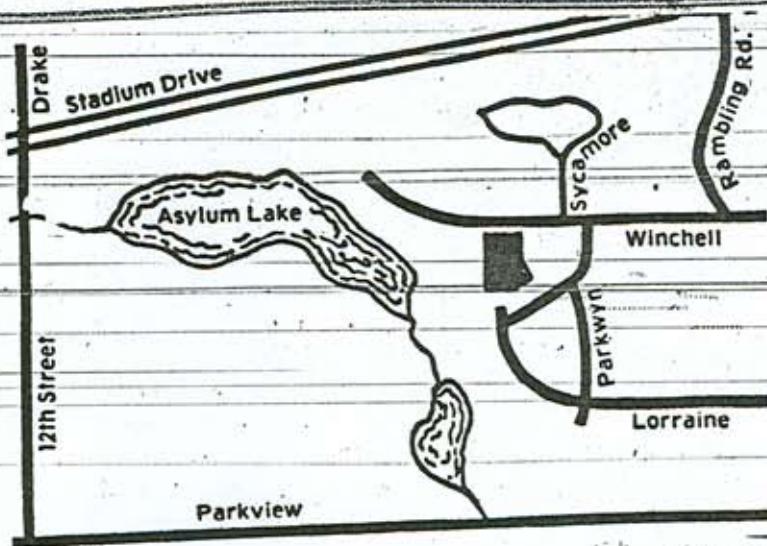 Drake
Stadium Drive
Rambling Rd.
Sycamore
Asylum Lake
Winchell
Parkwyn
12th Street
Lorraine
Parkview